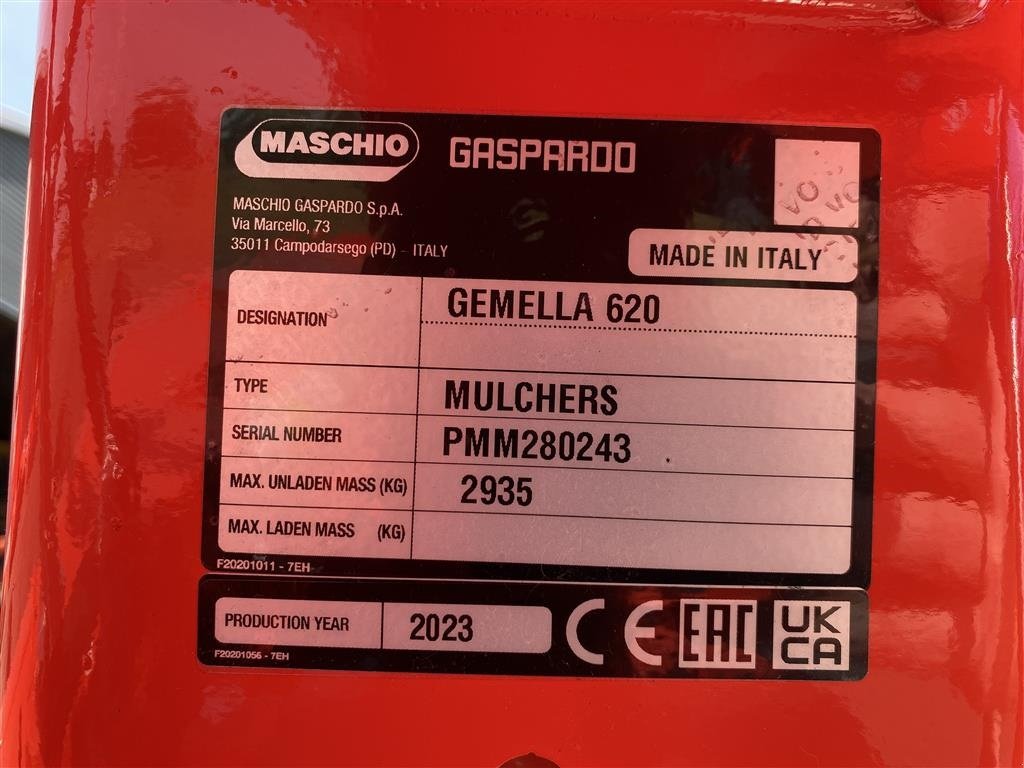 MASCHIO GASPARDO
MASCHIO GASPARDO S.p.A.
Via Marcello, 73
35011 Campodarsego (PD) - ITALY
MADE IN ITALY
DESIGNATION GEMELLA 620
TYPE MULCHERS
SERIAL NUMBER PMM280243
MAX. UNLADEN MASS (KG) 2935
MAX. LADEN MASS (KG)
F20201011 - 7EH
PRODUCTION YEAR 2023
CE EAC UK CA
F20201056 - 7EH